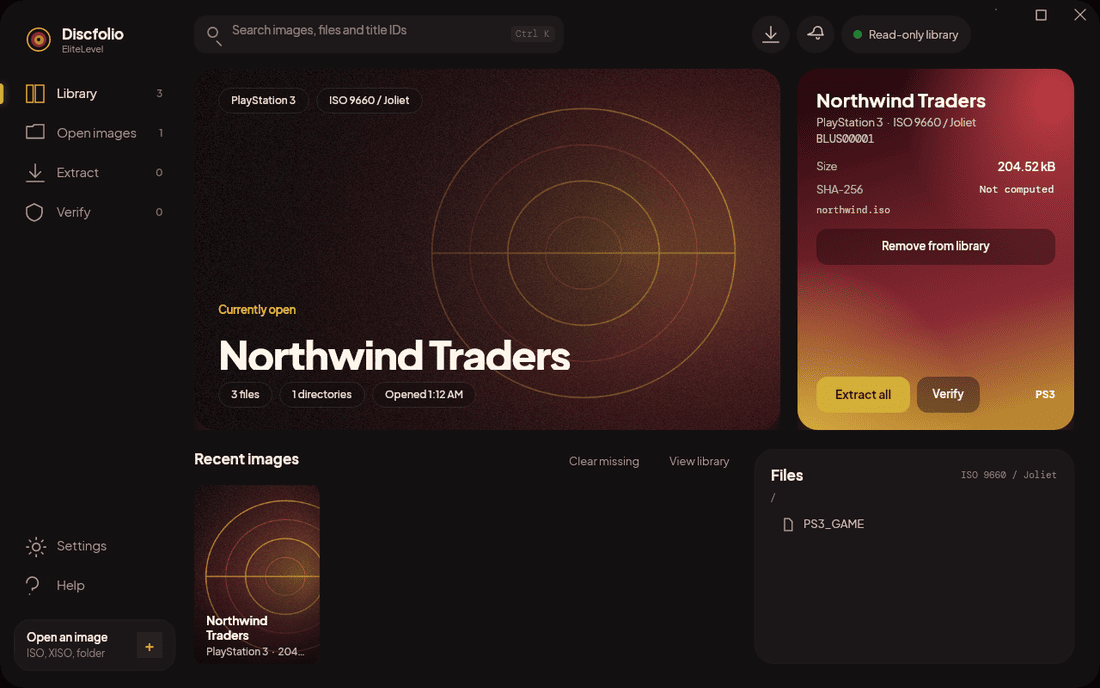 Discfolio
EliteLevel
Search images, files and title IDs
Ctrl K
Read-only library
Library 3
Open images 1
Extract 0
Verify 0
Settings
Help
Open an image
ISO, XISO, folder
+
PlayStation 3
ISO 9660 / Joliet
Currently open
Northwind Traders
3 files
1 directories
Opened 1:12 AM
Northwind Traders
PlayStation 3 · ISO 9660 / Joliet
BLUS00001
Size 204.52 kB
SHA-256 Not computed
northwind.iso
Remove from library
Extract all
Verify
PS3
Recent images
Clear missing
View library
Northwind
Traders
PlayStation 3 · 204...
Files
ISO 9660 / Joliet
/
PS3_GAME